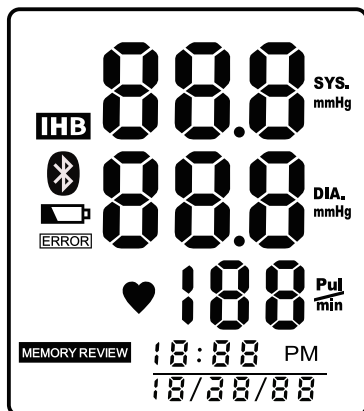 88.8 SYS.
mmHg
IHB
88.8 DIA.
mmHg
ERROR
188 Pul
min
MEMORY REVIEW 18:88 PM
18/38/88